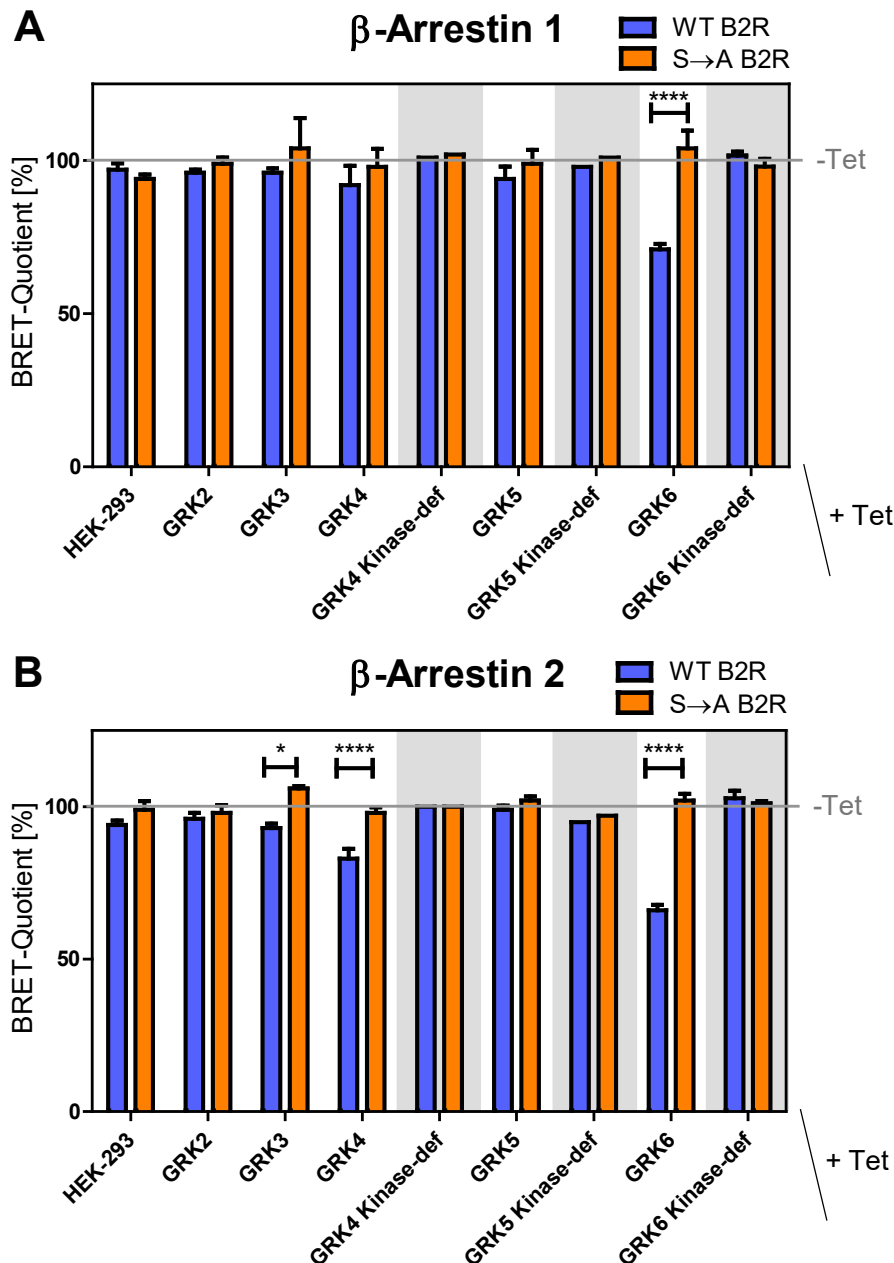 A
β-Arrestin 1
WT B2R
S→A B2R
BRET-Quotient [%]
100
50
0
****
-Tet
HEK-293
GRK2
GRK3
GRK4
GRK4 Kinase-def
GRK5
GRK5 Kinase-def
GRK6
GRK6 Kinase-def
+ Tet
B
β-Arrestin 2
WT B2R
S→A B2R
BRET-Quotient [%]
100
50
0
*
****
****
-Tet
HEK-293
GRK2
GRK3
GRK4
GRK4 Kinase-def
GRK5
GRK5 Kinase-def
GRK6
GRK6 Kinase-def
+ Tet